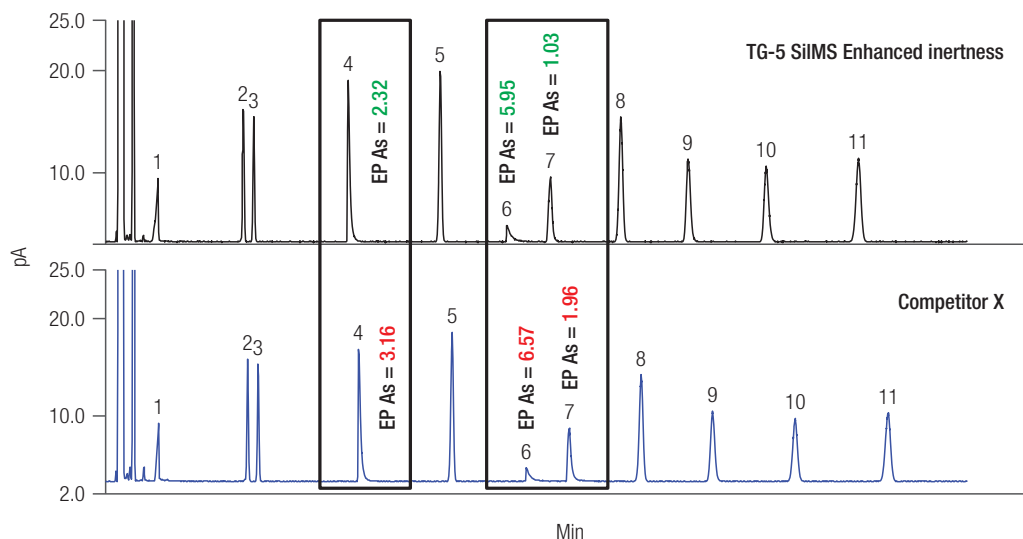 25.0
20.0
10.0
TG-5 SilMS Enhanced inertness
1
2
3
4
EP As = 2.32
5
EP As = 5.95
6
EP As = 1.03
7
8
9
10
11
pA
25.0
20.0
10.0
2.0
Competitor X
1
2
3
4
EP As = 3.16
5
EP As = 6.57
6
EP As = 1.96
7
8
9
10
11
Min